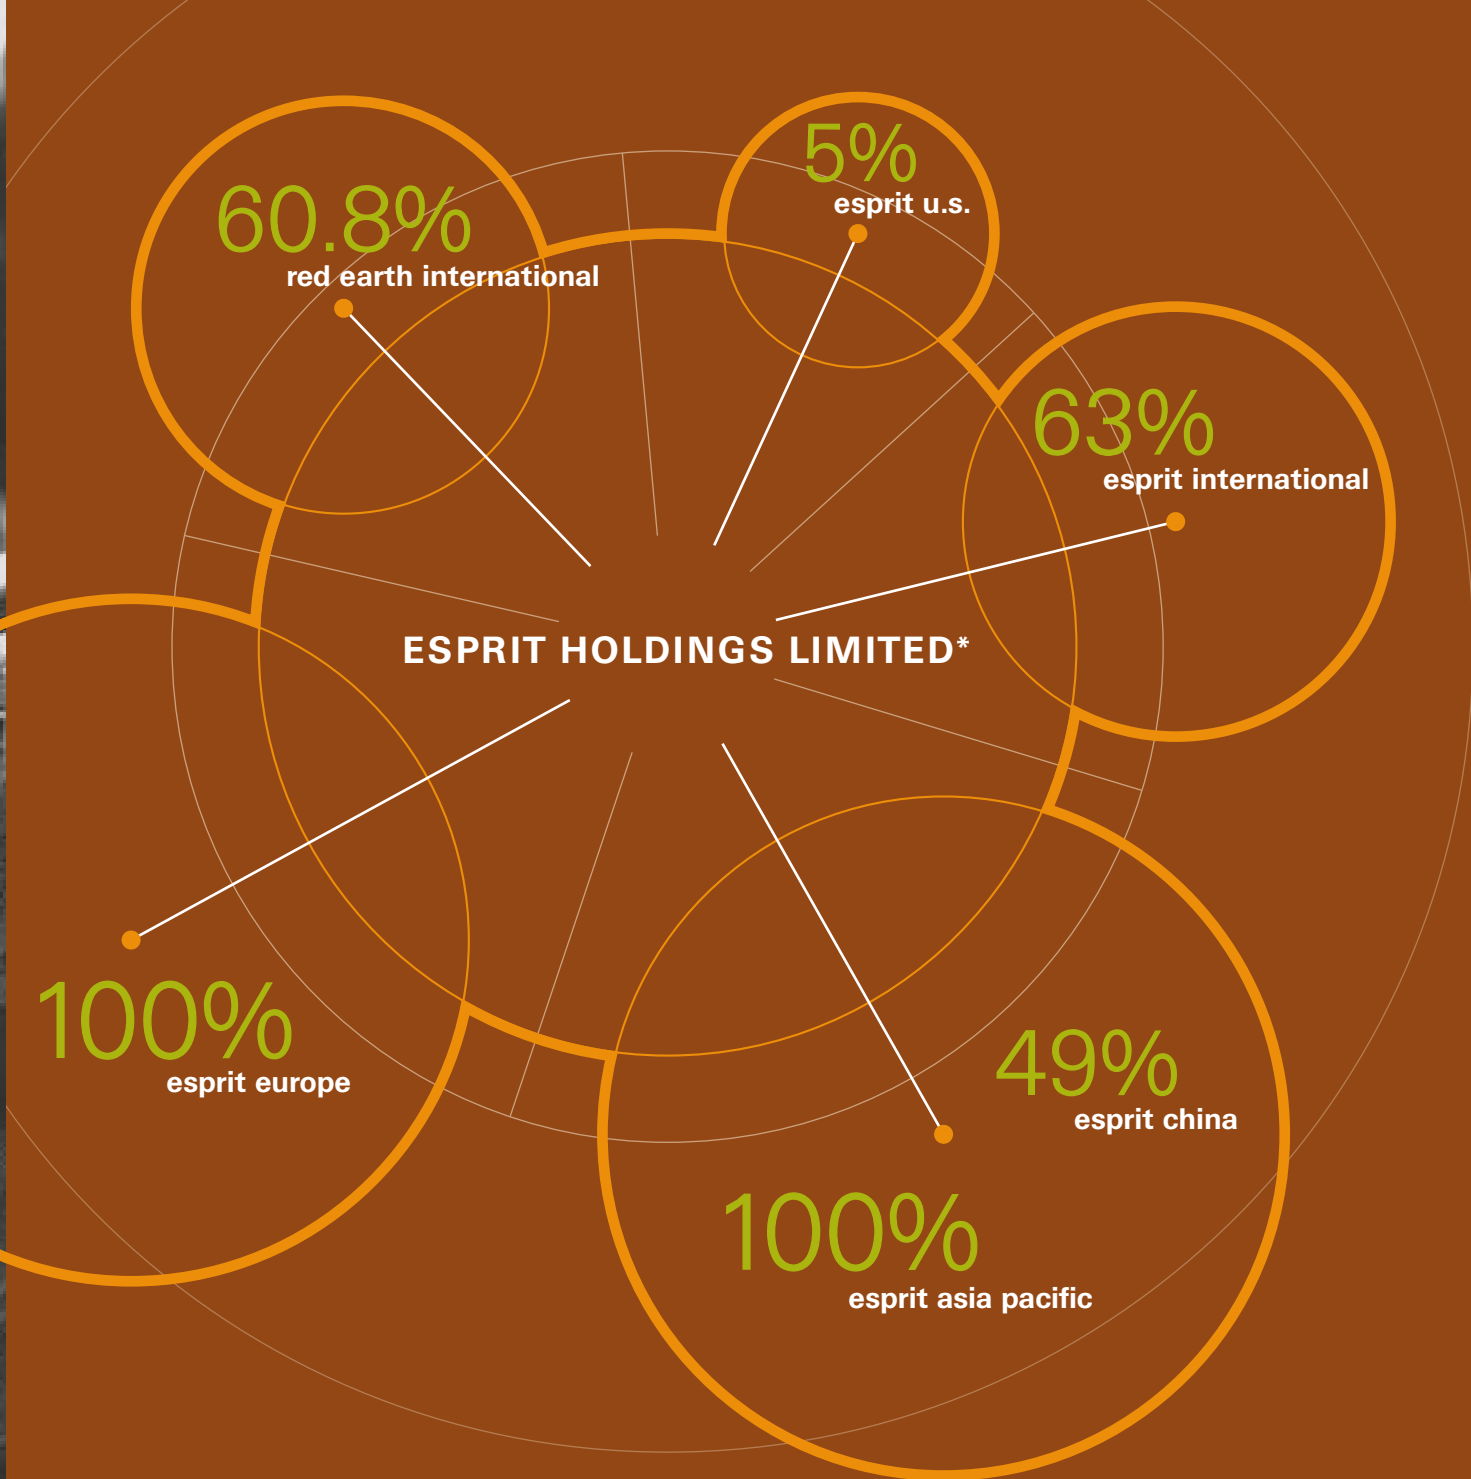 5%
esprit u.s.
60.8%
red earth international
63%
esprit international
ESPRIT HOLDINGS LIMITED*
100%
esprit europe
49%
esprit china
100%
esprit asia pacific